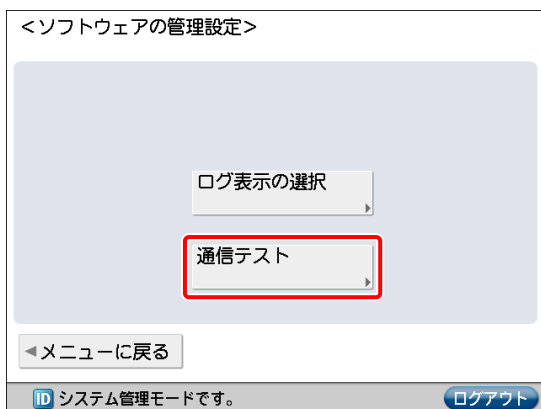 <ソフトウェアの管理設定>
ログ表示の選択
通信テスト
メニューに戻る
ID システム管理モードです。
ログアウト